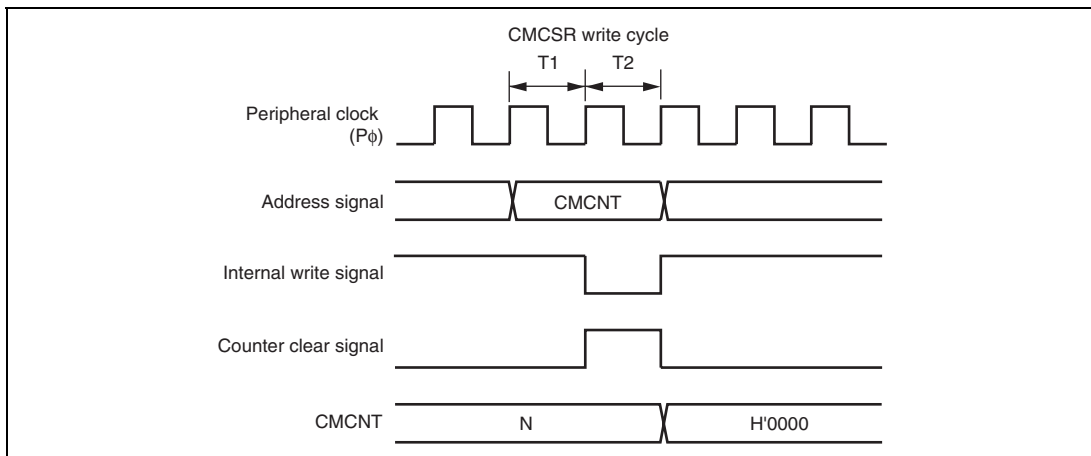 CMCSR write cycle
T1 T2
Peripheral clock
(Pϕ)
Address signal CMCNT
Internal write signal
Counter clear signal
CMCNT N H'0000